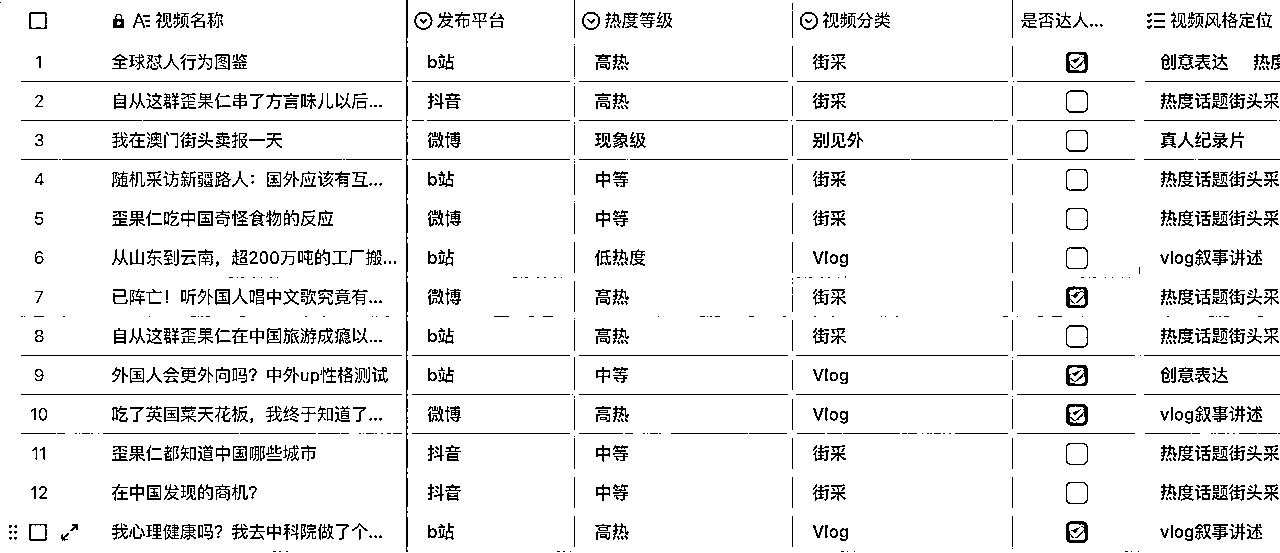 视频名称 发布平台 热度等级 视频分类 是否达人... 视频风格定位
1 全球怼人行为图鉴 b站 高热 街采 创意表达 热度
2 自从这群歪果仁串了方言味儿以后... 抖音 高热 街采 热度话题街头采
3 我在澳门街头卖报一天 微博 现象级 别见外 真人纪录片
4 随机采访新疆路人：国外应该有互... b站 中等 街采 热度话题街头采
5 歪果仁吃中国奇怪食物的反应 微博 中等 街采 热度话题街头采
6 从山东到云南，超200万吨的工厂搬... b站 低热度 Vlog vlog叙事讲述
7 已阵亡！听外国人唱中文歌究竟有... 微博 高热 街采 热度话题街头采
8 自从这群歪果仁在中国旅游成瘾以... b站 高热 街采 热度话题街头采
9 外国人会更外向吗？中外up性格测试 b站 中等 Vlog 创意表达
10 吃了英国菜天花板，我终于知道了... 微博 高热 Vlog vlog叙事讲述
11 歪果仁都知道中国哪些城市 抖音 中等 街采 热度话题街头采
12 在中国发现的商机？ 抖音 中等 街采 热度话题街头采
我心理健康吗？我去中科院做了个... b站 高热 Vlog vlog叙事讲述